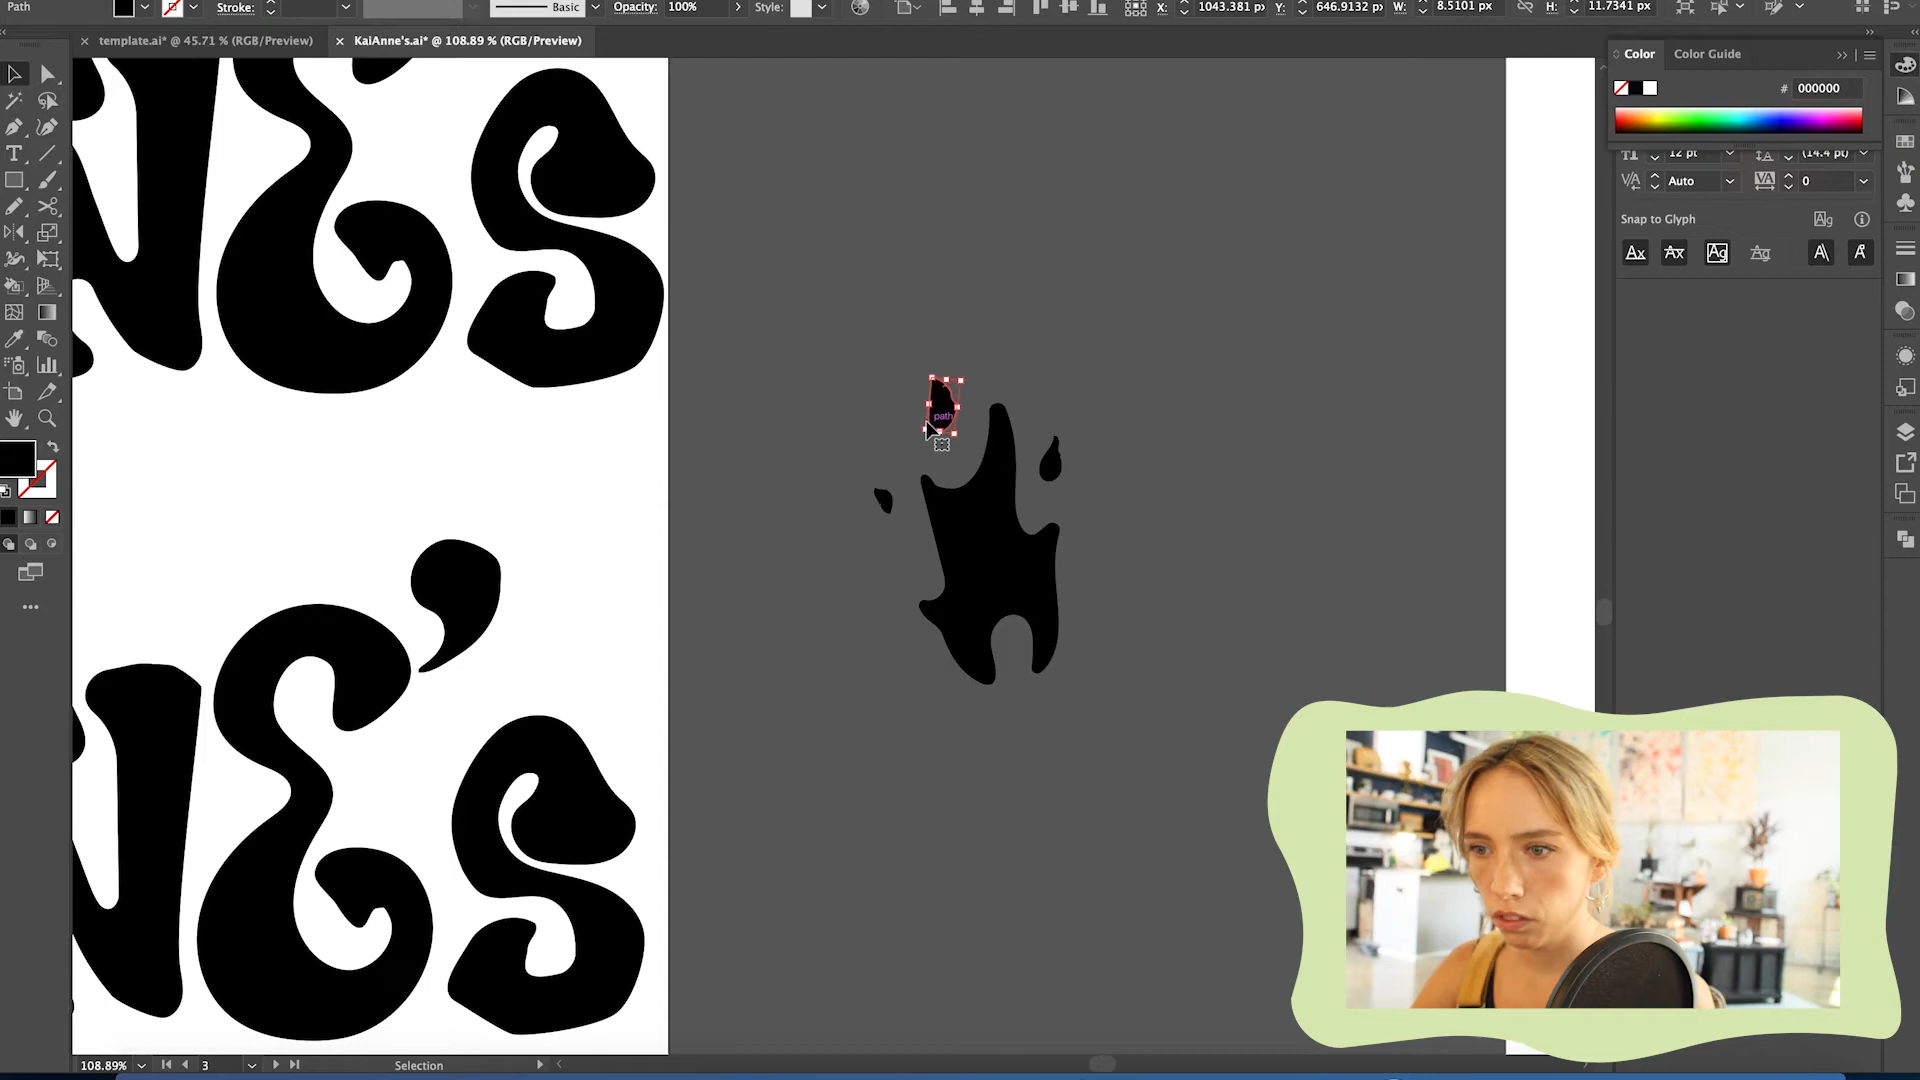 Path
Stroke:
Basic
Opacity: 100%
Style:
X: 1043.381 px Y: 646.9132 px W: 8.5101 px H: 11.7341 px
× template.ai* @ 45.71 % (RGB/Preview)
× KaiAnne's.ai* @ 108.89 % (RGB/Preview)
Color
Color Guide
# 000000
12 pt
(14.4 pt)
Auto
0
Snap to Glyph
path
NE'S
NE'S
108.89%
3
Selection